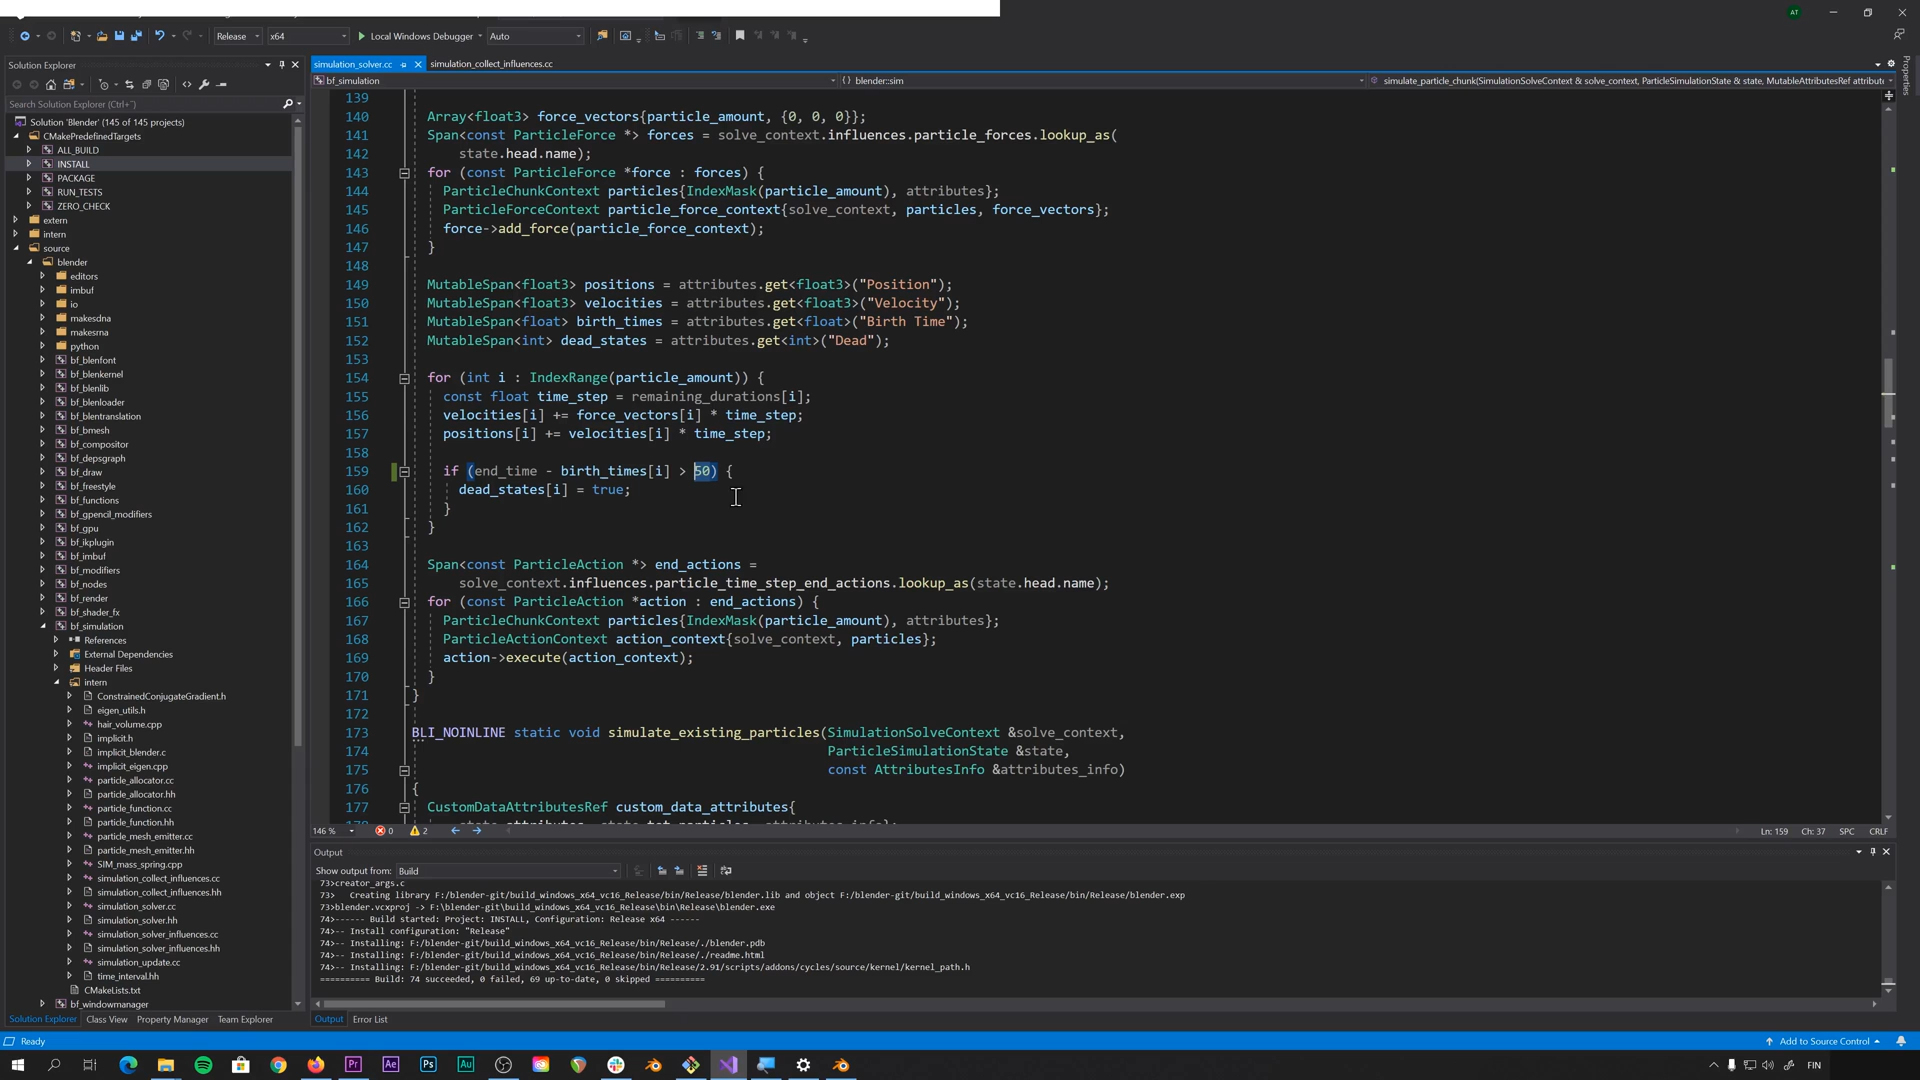 Release
x64
Local Windows Debugger
Auto
AT
Solution Explorer
Search Solution Explorer (Ctrl+")
Solution 'Blender' (145 of 145 projects)
CMakePredefinedTargets
ALL_BUILD
INSTALL
PACKAGE
RUN_TESTS
ZERO_CHECK
extern
intern
source
blender
editors
imbuf
io
makesdna
makesrna
python
bf_blenfont
bf_blenkernel
bf_blenlib
bf_blenloader
bf_blentranslation
bf_bmesh
bf_compositor
bf_depsgraph
bf_draw
bf_freestyle
bf_functions
bf_gpencil_modifiers
bf_gpu
bf_ikplugin
bf_imbuf
bf_modifiers
bf_nodes
bf_render
bf_shader_fx
bf_simulation
References
External Dependencies
Header Files
intern
ConstrainedConjugateGradient.h
eigen_utils.h
hair_volume.cpp
implicit.h
implicit_blender.c
implicit_eigen.cpp
particle_allocator.cc
particle_allocator.hh
particle_function.cc
particle_function.hh
particle_mesh_emitter.cc
particle_mesh_emitter.hh
SIM_mass_spring.cpp
simulation_collect_influences.cc
simulation_collect_influences.hh
simulation_solver.cc
simulation_solver.hh
simulation_solver_influences.cc
simulation_solver_influences.hh
simulation_update.cc
time_interval.hh
CMakeLists.txt
bf_windowmanager
Solution Explorer Class View Property Manager Team Explorer
simulation_solver.cc simulation_collect_influences.cc
bf_simulation
blender::sim
simulate_particle_chunk(SimulationSolveContext & solve_context, ParticleSimulationState & state, MutableAttributesRef attribute
Properties
139
140 Array<float3> force_vectors{particle_amount, {0, 0, 0}};
141 Span<const ParticleForce *> forces = solve_context.influences.particle_forces.lookup_as(
142 state.head.name);
143 for (const ParticleForce *force : forces) {
144 ParticleChunkContext particles{IndexMask(particle_amount), attributes};
145 ParticleForceContext particle_force_context{solve_context, particles, force_vectors};
146 force->add_force(particle_force_context);
147 }
148
149 MutableSpan<float3> positions = attributes.get<float3>("Position");
150 MutableSpan<float3> velocities = attributes.get<float3>("Velocity");
151 MutableSpan<float> birth_times = attributes.get<float>("Birth Time");
152 MutableSpan<int> dead_states = attributes.get<int>("Dead");
153
154 for (int i : IndexRange(particle_amount)) {
155 const float time_step = remaining_durations[i];
156 velocities[i] += force_vectors[i] * time_step;
157 positions[i] += velocities[i] * time_step;
158
159 if (end_time - birth_times[i] > 50) {
160 dead_states[i] = true;
161 }
162 }
163
164 Span<const ParticleAction *> end_actions =
165 solve_context.influences.particle_time_step_end_actions.lookup_as(state.head.name);
166 for (const ParticleAction *action : end_actions) {
167 ParticleChunkContext particles{IndexMask(particle_amount), attributes};
168 ParticleActionContext action_context{solve_context, particles};
169 action->execute(action_context);
170 }
171 }
172
173 BLI_NOINLINE static void simulate_existing_particles(SimulationSolveContext &solve_context,
174 ParticleSimulationState &state,
175 const AttributesInfo &attributes_info)
176 {
177 CustomDataAttributesRef custom_data_attributes{
146 % 0 2 Ln: 159 Ch: 37 SPC CRLF
Output
Show output from: Build
73>creator_args.c
73> Creating library F:/blender-git/build_windows_x64_vc16_Release/bin/Release/blender.lib and object F:/blender-git/build_windows_x64_vc16_Release/bin/Release/blender.exp
73>blender.vcxproj -> F:\blender-git\build_windows_x64_vc16_Release\bin\Release\blender.exe
74>------ Build started: Project: INSTALL, Configuration: Release x64 ------
74>-- Install configuration: "Release"
74>-- Installing: F:/blender-git/build_windows_x64_vc16_Release/bin/Release/./blender.pdb
74>-- Installing: F:/blender-git/build_windows_x64_vc16_Release/bin/Release/./readme.html
74>-- Installing: F:/blender-git/build_windows_x64_vc16_Release/bin/Release/2.91/scripts/addons/cycles/source/kernel/kernel_path.h
========== Build: 74 succeeded, 0 failed, 69 up-to-date, 0 skipped ==========
Output Error List
Ready
Add to Source Control
Pr
Ae
Ps
Au
FIN